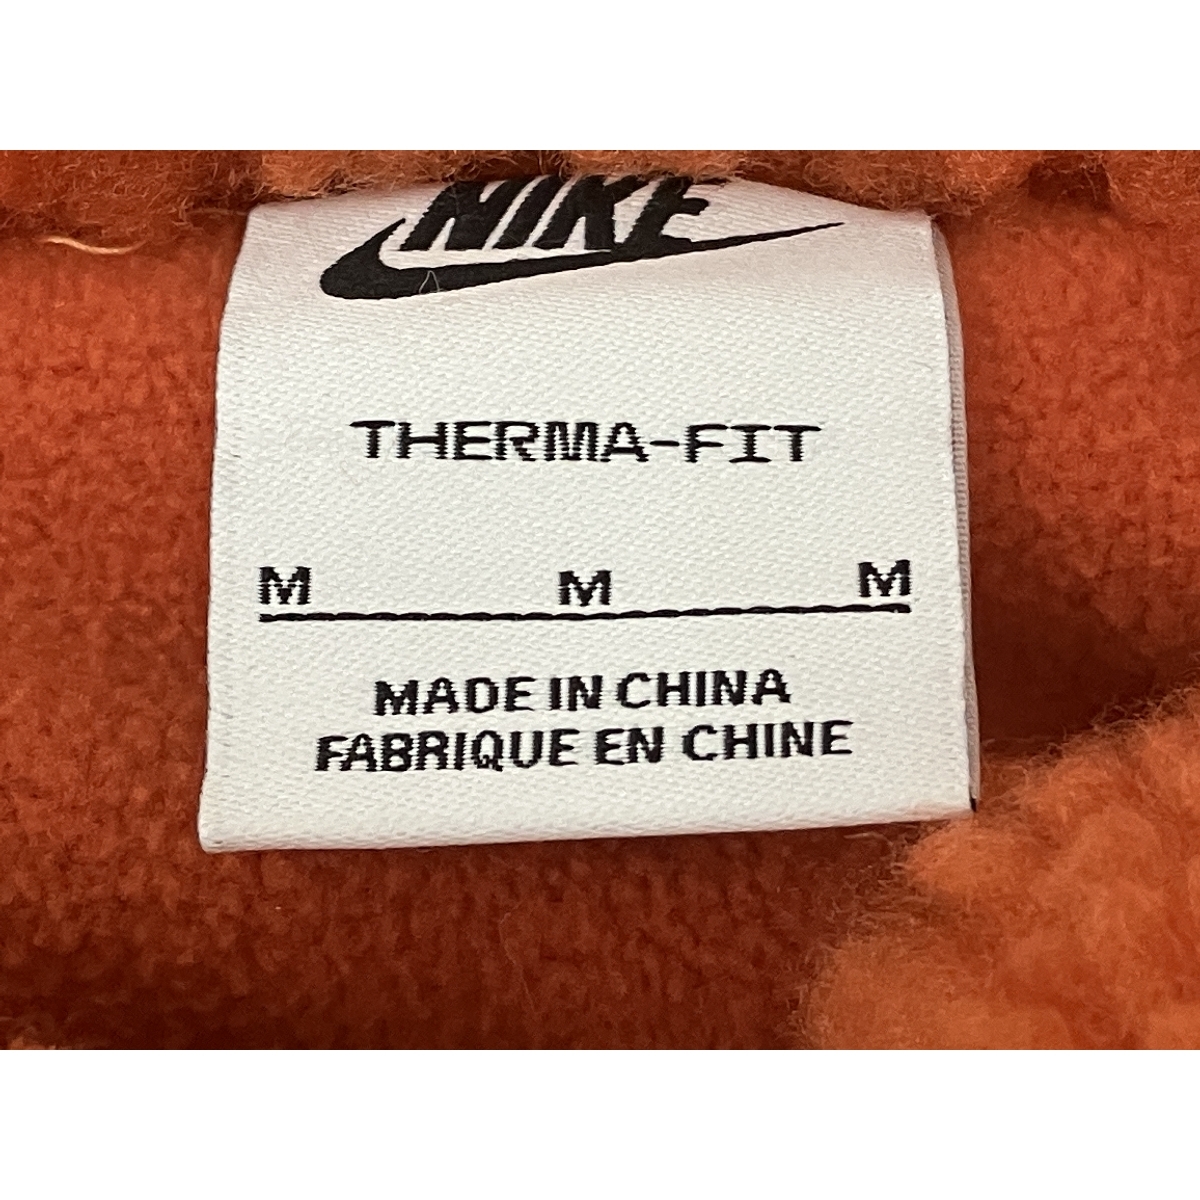 NIKE
THERMA-FIT
M M M
MADE IN CHINA
FABRIQUE EN CHINE